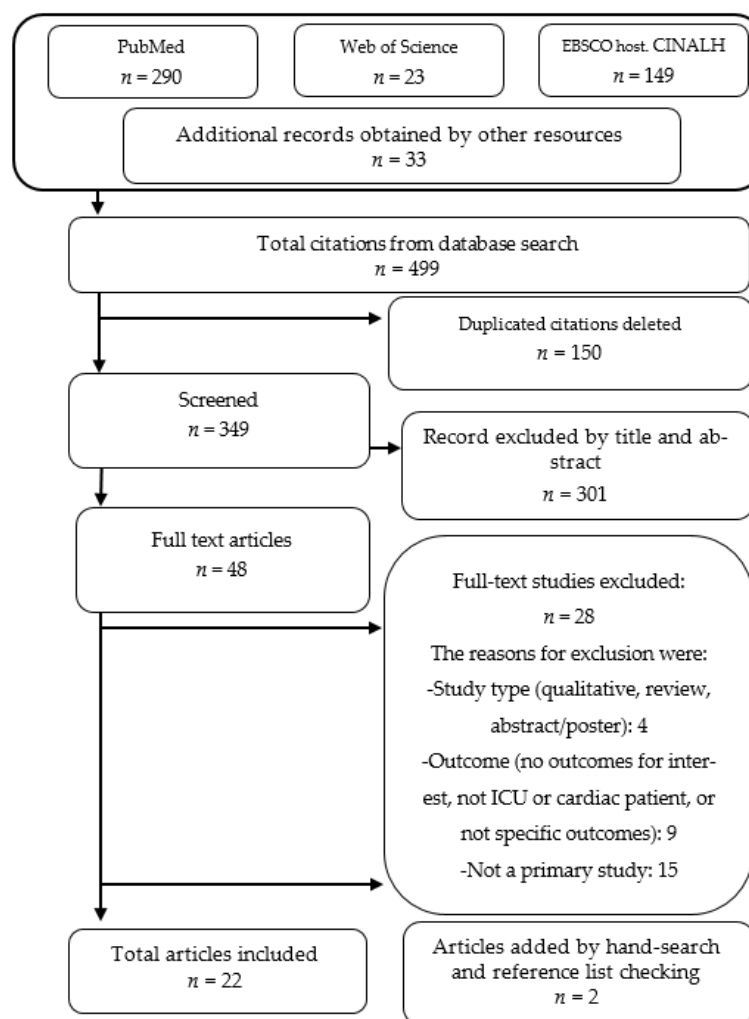 PubMed
n = 290
Web of Science
n = 23
EBSCO host. CINALH
n = 149
Additional records obtained by other resources
n = 33
Total citations from database search
n = 499
Duplicated citations deleted
n = 150
Screened
n = 349
Record excluded by title and ab-
stract
n = 301
Full text articles
n = 48
Full-text studies excluded:
n = 28
The reasons for exclusion were:
-Study type (qualitative, review,
abstract/poster): 4
-Outcome (no outcomes for inter-
est, not ICU or cardiac patient, or
not specific outcomes): 9
-Not a primary study: 15
Total articles included
n = 22
Articles added by hand-search
and reference list checking
n = 2